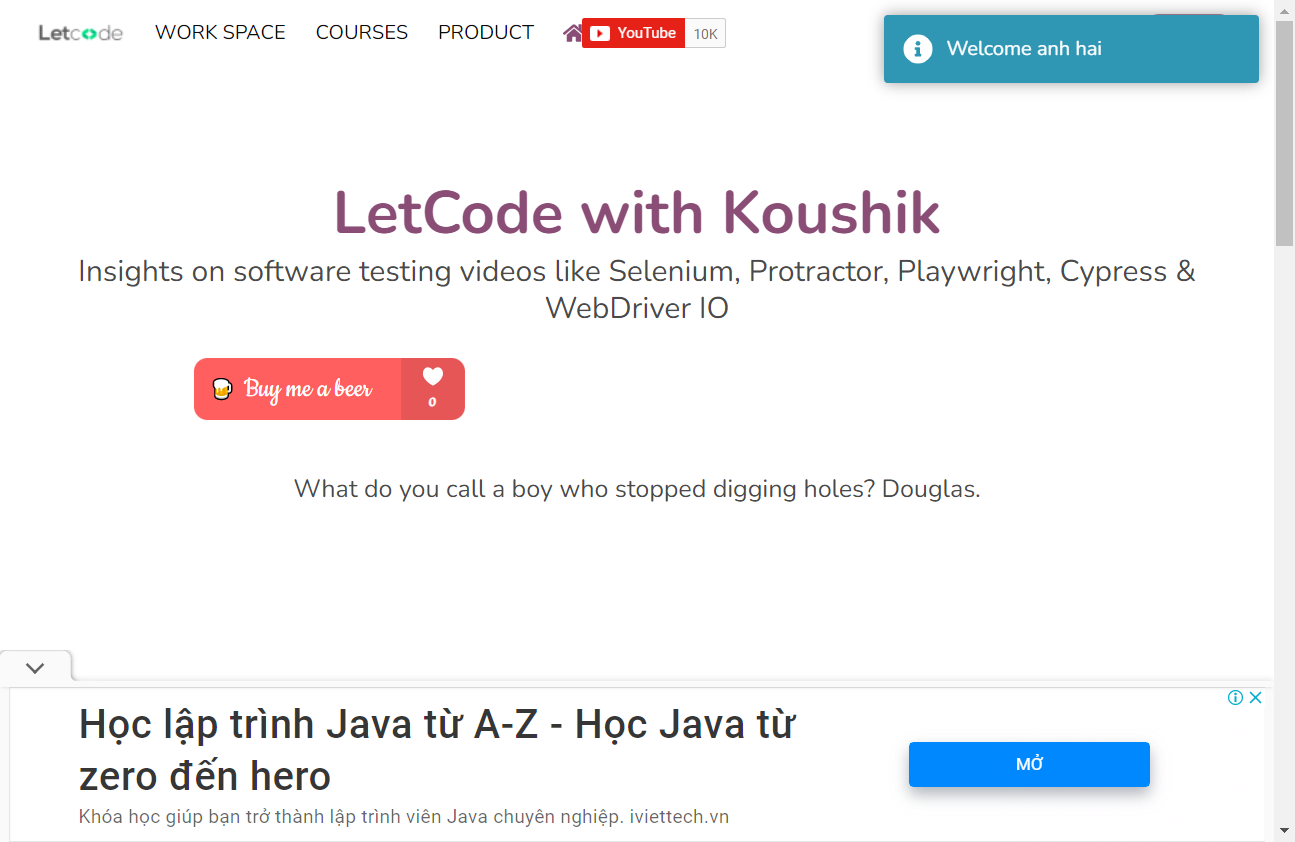 Letcode
WORK SPACE
COURSES
PRODUCT
YouTube
10K
Welcome anh hai
LetCode with Koushik
Insights on software testing videos like Selenium, Protractor, Playwright, Cypress &
WebDriver IO
Buy me a beer
0
What do you call a boy who stopped digging holes? Douglas.
Học lập trình Java từ A-Z - Học Java từ
zero đến hero
Khóa học giúp bạn trở thành lập trình viên Java chuyên nghiệp. iviettech.vn
MỞ